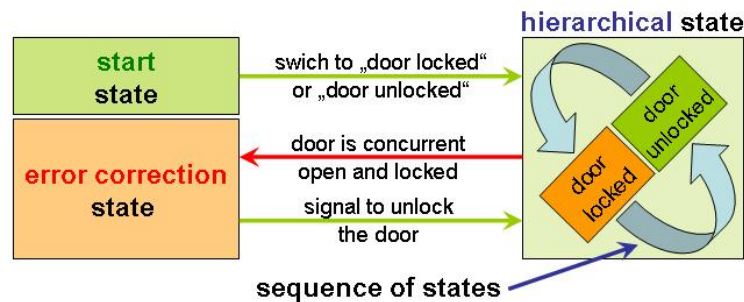 hierarchical state
start
state
swich to „door locked“
or „door unlocked“
door
unlocked
door is concurrent
open and locked
door
locked
error correction
state
signal to unlock
the door
sequence of states